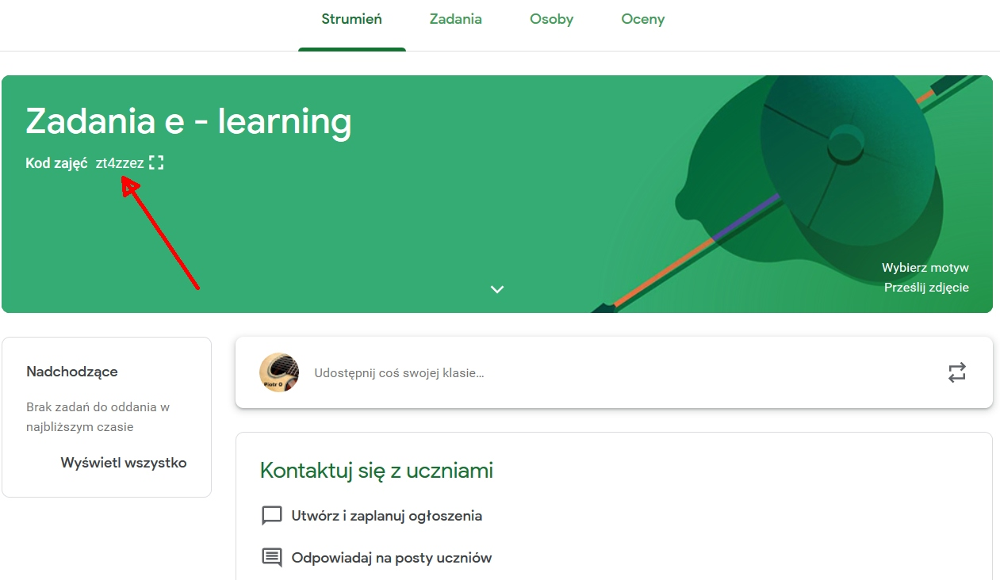 Strumień Zadania Osoby Oceny
Zadania e - learning
Kod zajęć zt4zzez
Wybierz motyw
Prześlij zdjęcie
Nadchodzące
Brak zadań do oddania w
najbliższym czasie
Wyświetl wszystko
Piotr O
Udostępnij coś swojej klasie...
Kontaktuj się z uczniami
Utwórz i zaplanuj ogłoszenia
Odpowiadaj na posty uczniów